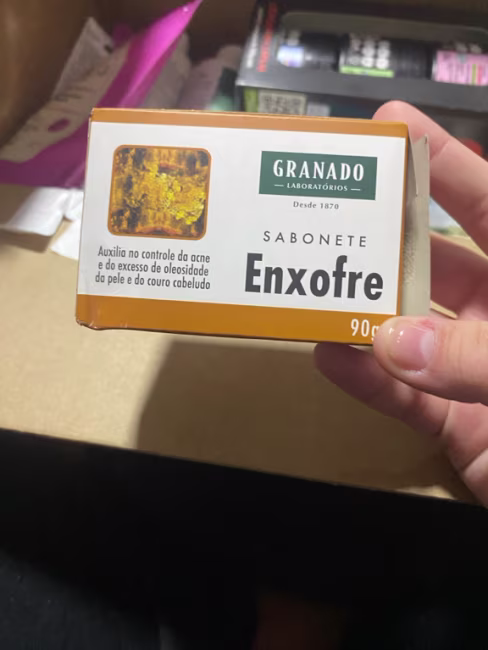 GRANADO
LABORATÓRIOS
Desde 1870
SABONETE
Enxofre
Auxilia no controle da acne
e do excesso de oleosidade
da pele e do couro cabeludo
90g